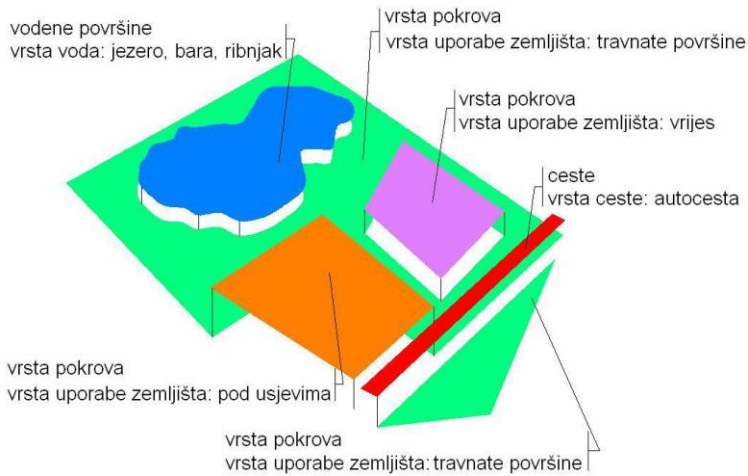 vodene površine
vrsta voda: jezero, bara, ribnjak
vrsta pokrova
vrsta uporabe zemljišta: travnate površine
vrsta pokrova
vrsta uporabe zemljišta: vrijes
ceste
vrsta ceste: autocesta
vrsta pokrova
vrsta uporabe zemljišta: pod usjevima
vrsta pokrova
vrsta uporabe zemljišta: travnate površine